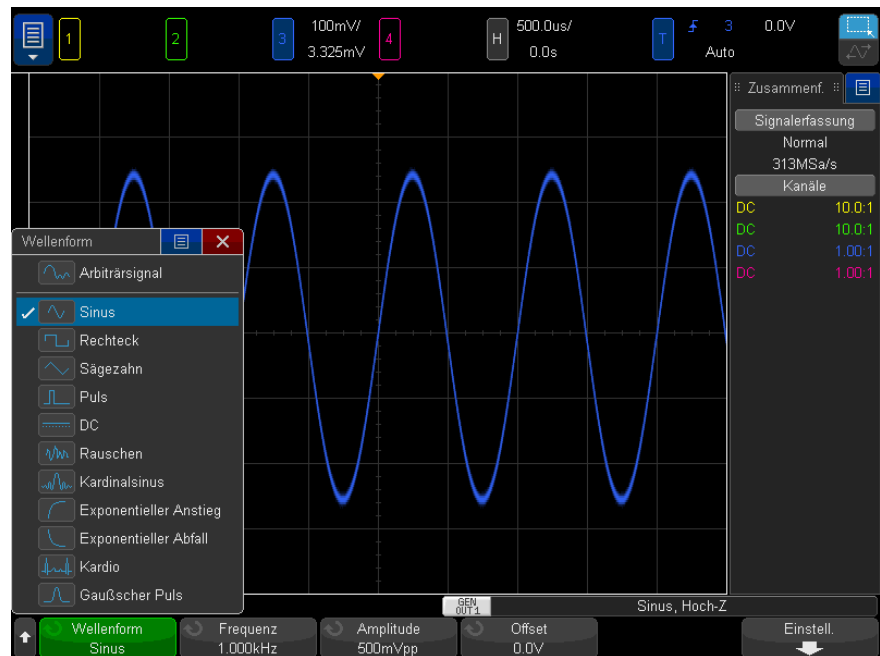 1
2
3
100mV/
3.325mV
4
H
500.0us/
0.0s
T
3
0.0V
Auto
Zusammenf.
Signalerfassung
Normal
313MSa/s
Kanäle
DC 10.0:1
DC 10.0:1
DC 1.00:1
DC 1.00:1
Wellenform
Arbiträrsignal
Sinus
Rechteck
Sägezahn
Puls
DC
Rauschen
Kardinalsinus
Exponentieller Anstieg
Exponentieller Abfall
Kardio
Gaußscher Puls
GEN
OUT1
Sinus, Hoch-Z
Wellenform
Sinus
Frequenz
1.000kHz
Amplitude
500mVpp
Offset
0.0V
Einstell.